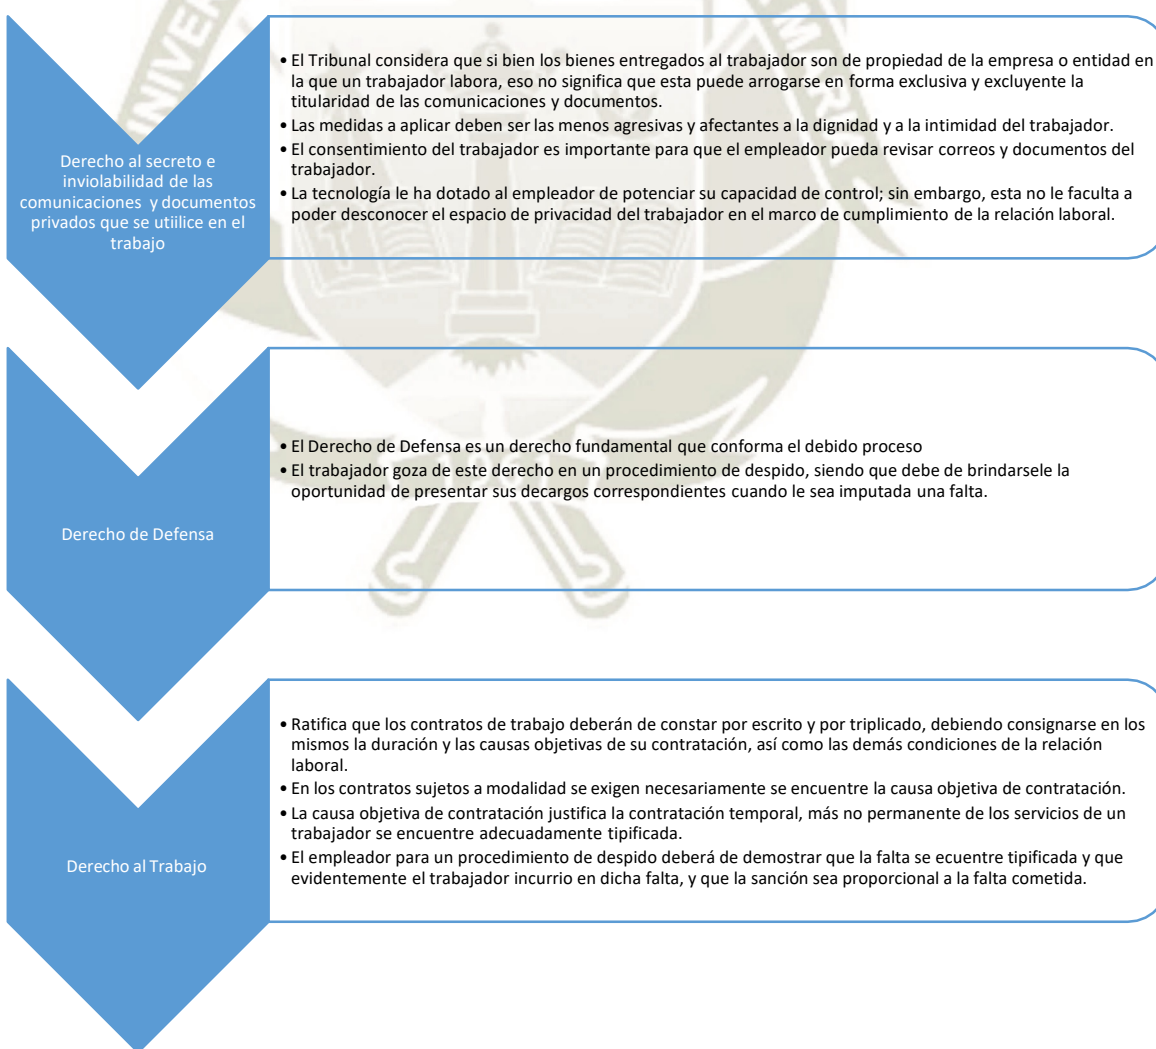 Derecho al secreto e
inviolabilidad de las
comunicaciones y documentos
privados que se utiilice en el
trabajo
• El Tribunal considera que si bien los bienes entregados al trabajador son de propiedad de la empresa o entidad en
la que un trabajador labora, eso no significa que esta puede arrogarse en forma exclusiva y excluyente la
titularidad de las comunicaciones y documentos.
• Las medidas a aplicar deben ser las menos agresivas y afectantes a la dignidad y a la intimidad del trabajador.
• El consentimiento del trabajador es importante para que el empleador pueda revisar correos y documentos del
trabajador.
• La tecnología le ha dotado al empleador de potenciar su capacidad de control; sin embargo, esta no le faculta a
poder desconocer el espacio de privacidad del trabajador en el marco de cumplimiento de la relación laboral.
Derecho de Defensa
• El Derecho de Defensa es un derecho fundamental que conforma el debido proceso
• El trabajador goza de este derecho en un procedimiento de despido, siendo que debe de brindarsele la
oportunidad de presentar sus decargos correspondientes cuando le sea imputada una falta.
1961
Derecho al Trabajo
• Ratifica que los contratos de trabajo deberán de constar por escrito y por triplicado, debiendo consignarse en los
mismos la duración y las causas objetivas de su contratación, así como las demás condiciones de la relación
laboral.
• En los contratos sujetos a modalidad se exigen necesariamente se encuentre la causa objetiva de contratación.
• La causa objetiva de contratación justifica la contratación temporal, más no permanente de los servicios de un
trabajador se encuentre adecuadamente tipificada.
• El empleador para un procedimiento de despido deberá de demostrar que la falta se ecuentre tipificada y que
evidentemente el trabajador incurrio en dicha falta, y que la sanción sea proporcional a la falta cometida.